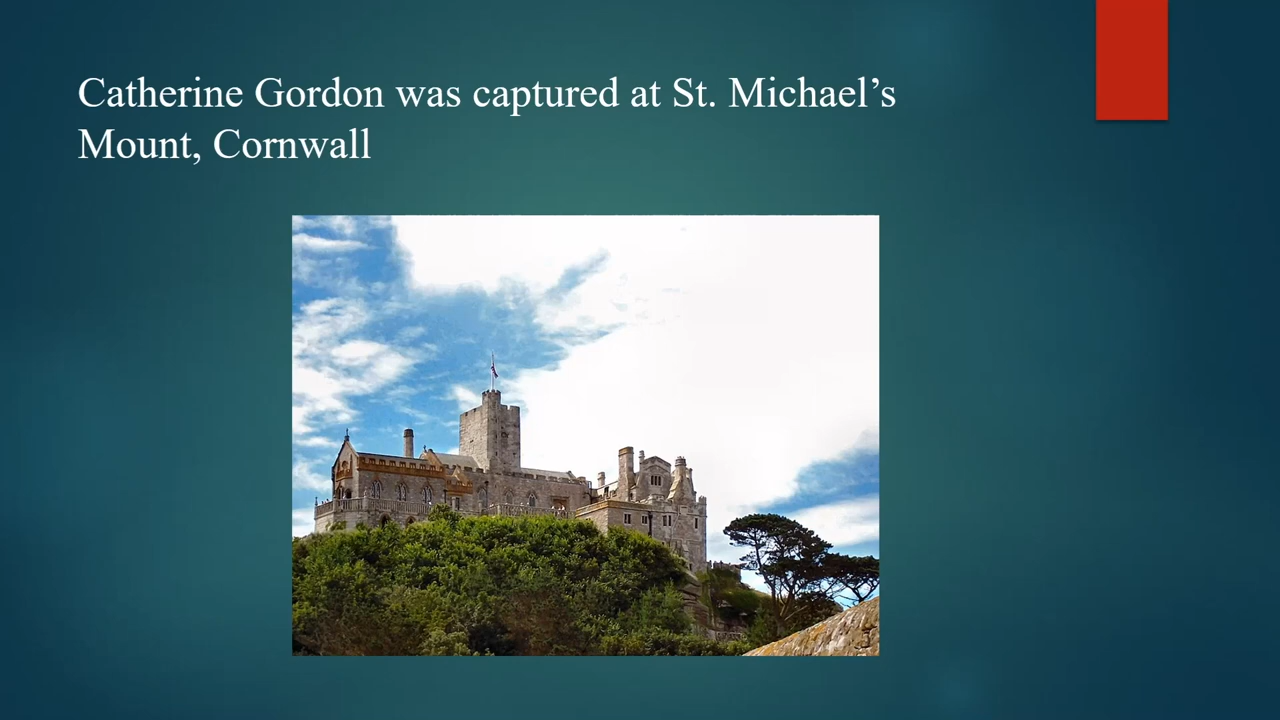 Catherine Gordon was captured at St. Michael’s
Mount, Cornwall